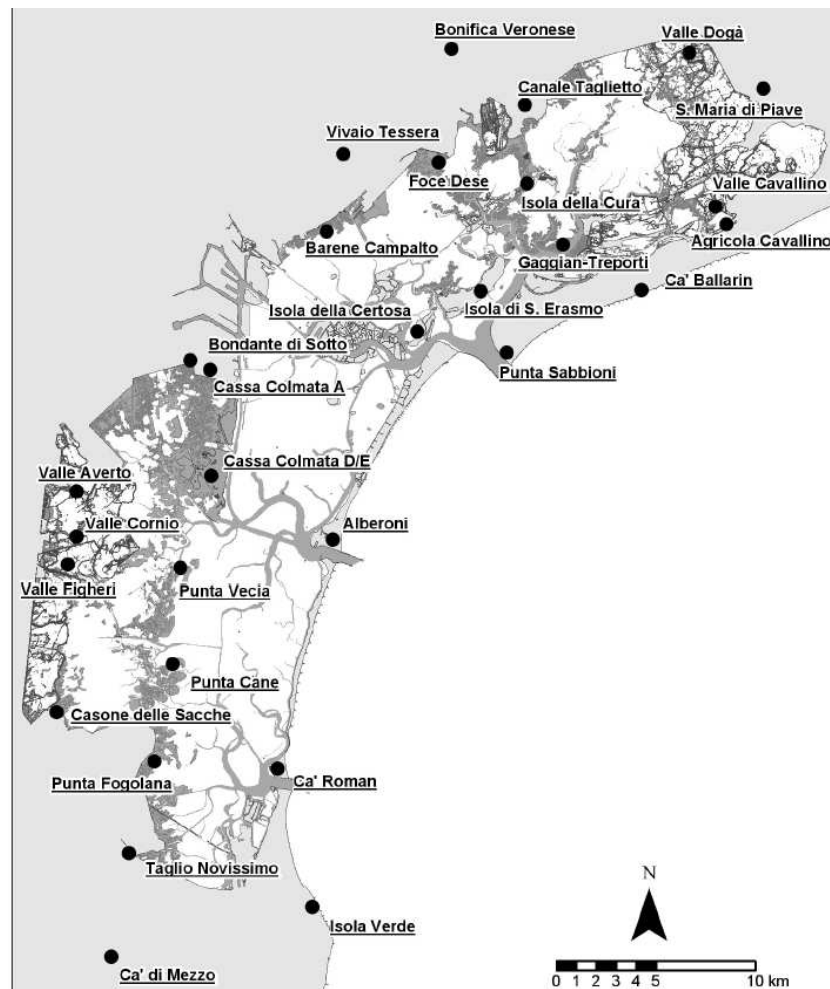 Bonifica Veronese
Valle Dogà
Canale Taglietto
S. Maria di Piave
Vivaio Tessera
Foce Dese
Isola della Cura
Valle Cavallino
Barene Campalto
Agricola Cavallino
Gaggian-Treporti
Ca' Ballarin
Isola della Certosa
Isola di S. Erasmo
Bondante di Sotto
Punta Sabbioni
Cassa Colmata A
Cassa Colmata D/E
Valle Averto
Valle Cornio
Alberoni
Valle Figheri
Punta Vecia
Punta Cane
Casone delle Sacche
Punta Fogolana
Ca' Roman
Taglio Novissimo
N
Isola Verde
Ca' di Mezzo
0 1 2 3 4 5 10 km